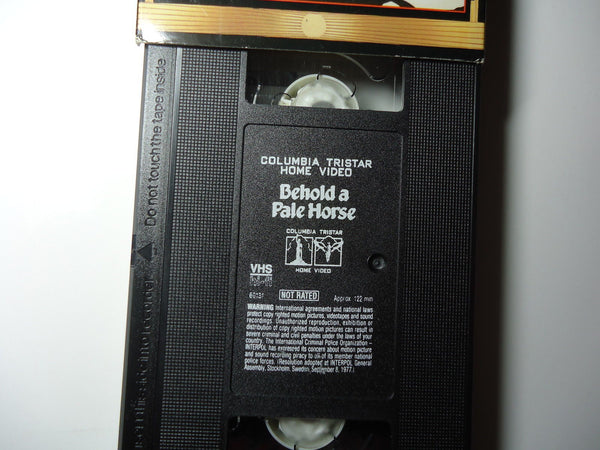 Do not touch the tape inside
COLUMBIA TRISTAR
HOME VIDEO
Behold a
Pale Horse
COLUMBIA TRISTAR
HOME VIDEO
VHS
NOT RATED
Approx. 122 min
WARNING International agreements and national laws
protect copy righted motion pictures, videotapes and sound
recordings. Unauthorized reproduction, exhibition or
distribution of copy righted motion pictures can result in
severe criminal and civil penalties under the laws of your
country. The International Criminal Police Organization -
INTERPOL has expressed its concern about motion picture
and sound recording piracy to all of its member national
police forces. (Resolution adopted at INTERPOL General
Assembly, Stockholm, Sweden, September 8, 1977.)